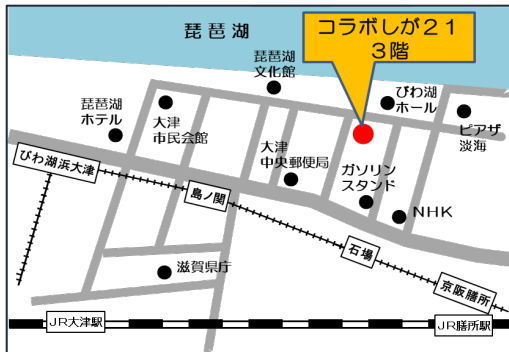 琵琶湖
コラボしが２１
３階
琵琶湖
文化館
びわ湖
ホール
ピアザ
淡海
琵琶湖
ホテル
大津
市民会館
大津
中央郵便局
ガソリン
スタンド
NHK
びわ湖浜大津
島ノ関
石場
京阪膳所
滋賀県庁
JR大津駅
JR膳所駅